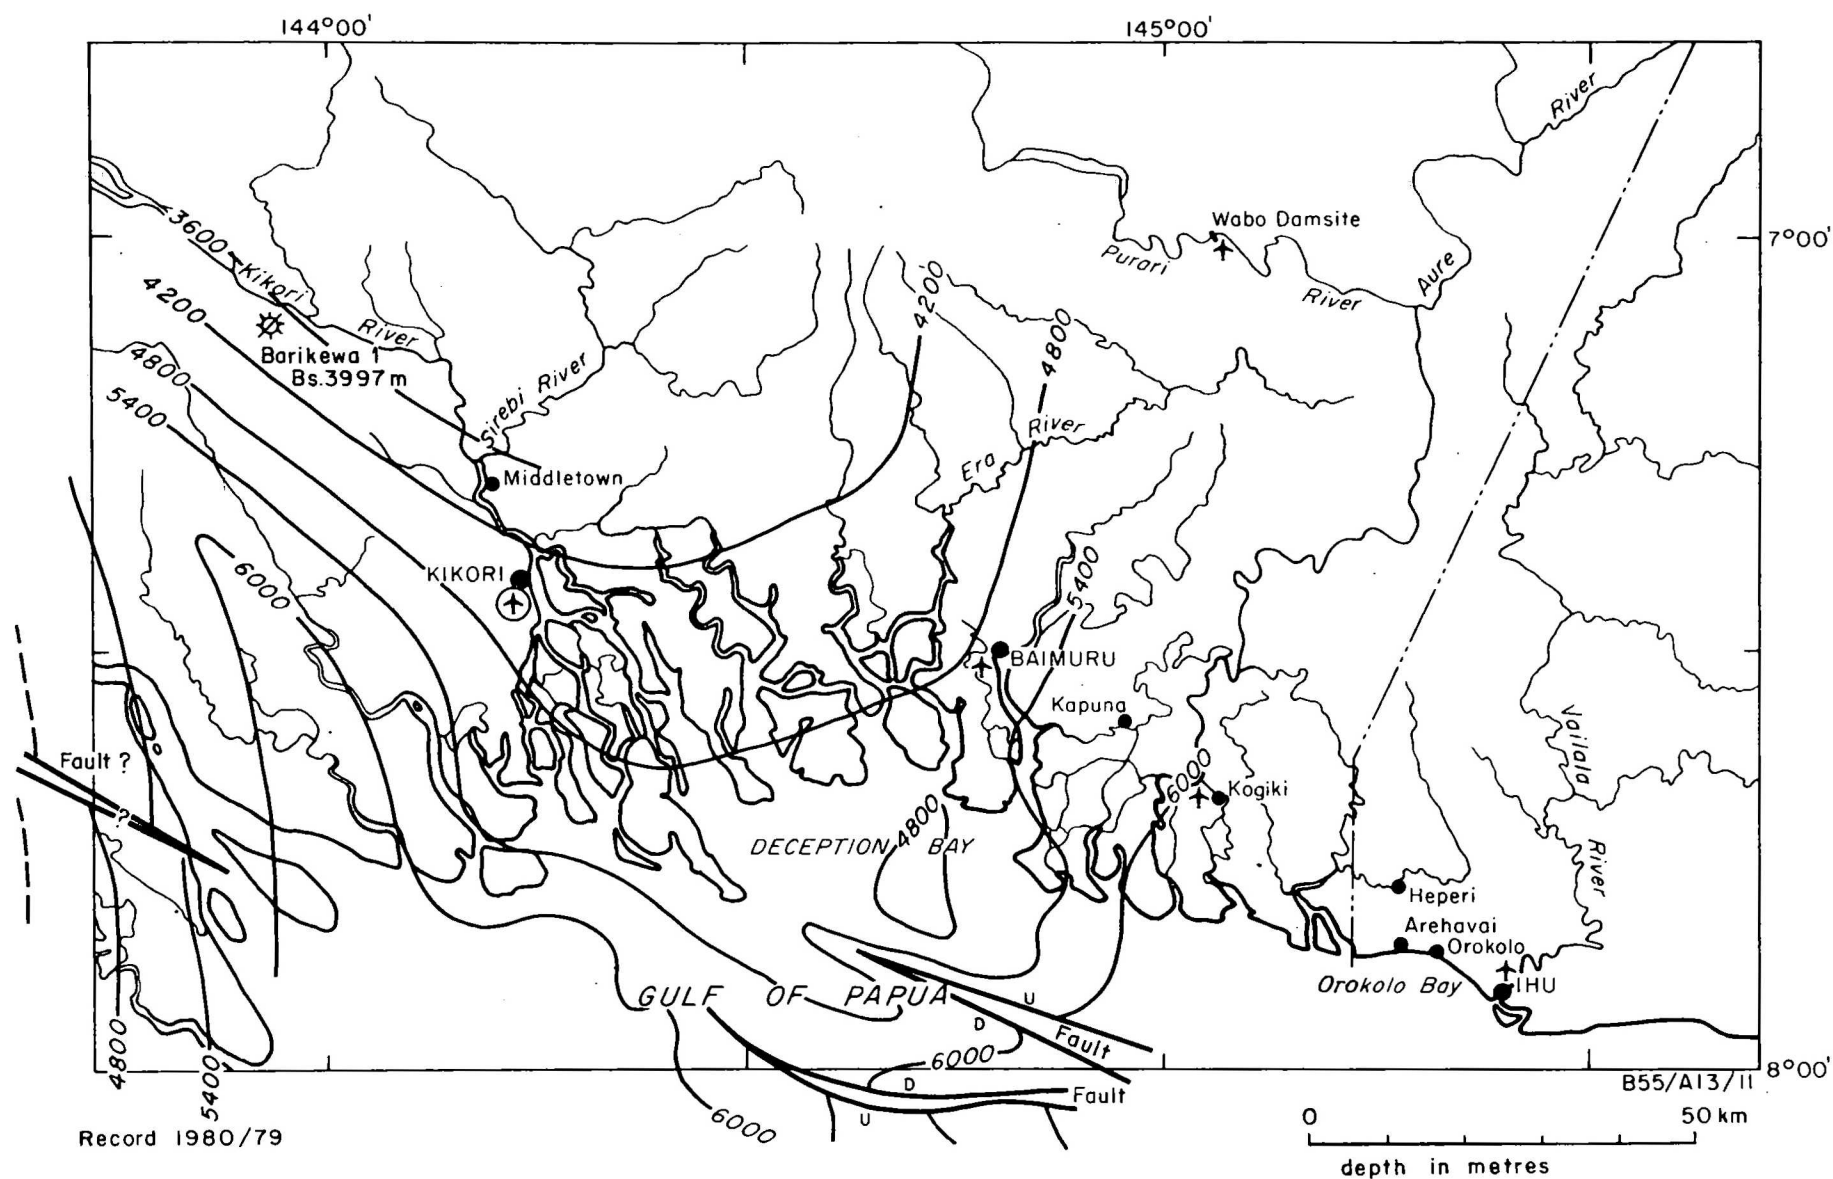 144°00'
145°00'
River
3600
Kikori
River
4200
Barikewa 1
Bs.3997m
4800
5400
Sirebi River
Middletown
KIKORI
6000
Wabo Damsite
Purari
River
Aure
7°00'
4200
4800
Era
River
5400
BAIMURU
Kapuna
6000
Kogiki
Vailala
River
Fault ?
?
DECEPTION BAY
4800
Heperi
Arehavai
Orokolo
Orokolo Bay
IHU
GULF OF PAPUA
U
D
Fault
6000
D
U
Fault
6000
4800
5400
8°00'
B55/A13/11
Record 1980/79
0 50 km
depth in metres